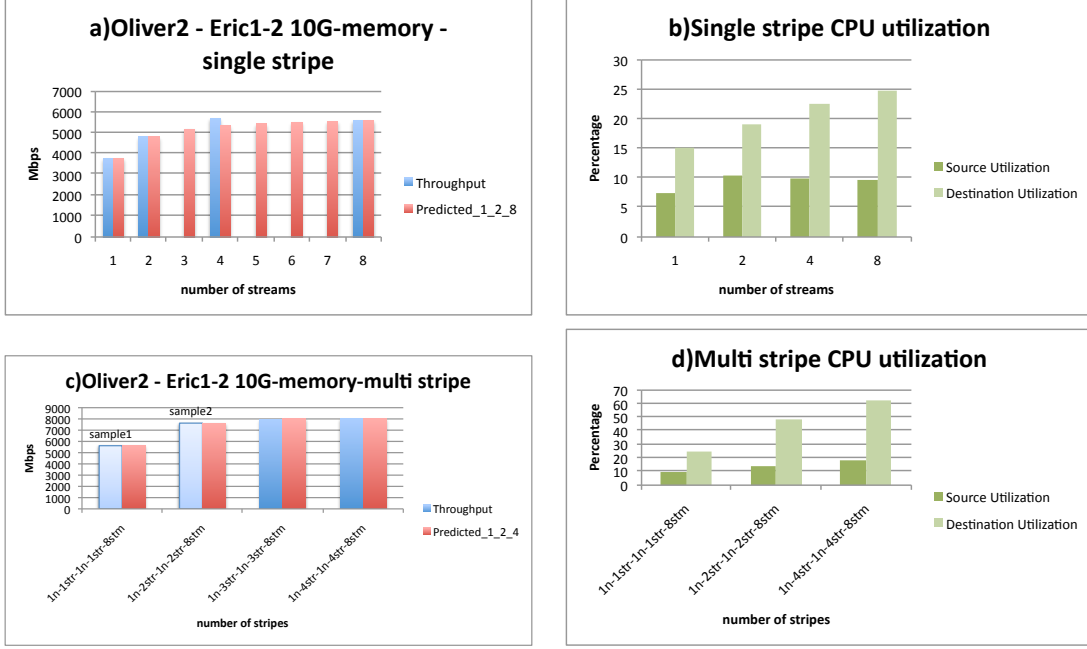 a)Oliver2 - Eric1-2 10G-memory -
single stripe
7000
6000
5000
4000
3000
2000
1000
0
Mbps
1 2 3 4 5 6 7 8
number of streams
Throughput
Predicted_1_2_8
b)Single stripe CPU utilization
30
25
20
15
10
5
0
Percentage
1 2 4 8
number of streams
Source Utilization
Destination Utilization
c)Oliver2 - Eric1-2 10G-memory-multi stripe
9000
8000
7000
6000
5000
4000
3000
2000
1000
0
Mbps
sample1
sample2
1n-1str-1n-1str-8stm
1n-2str-1n-2str-8stm
1n-3str-1n-3str-8stm
1n-4str-1n-4str-8stm
number of stripes
Throughput
Predicted_1_2_4
d)Multi stripe CPU utilization
70
60
50
40
30
20
10
0
Percentage
1n-1str-1n-1str-8stm
1n-2str-1n-2str-8stm
1n-4str-1n-4str-8stm
number of stripes
Source Utilization
Destination Utilization